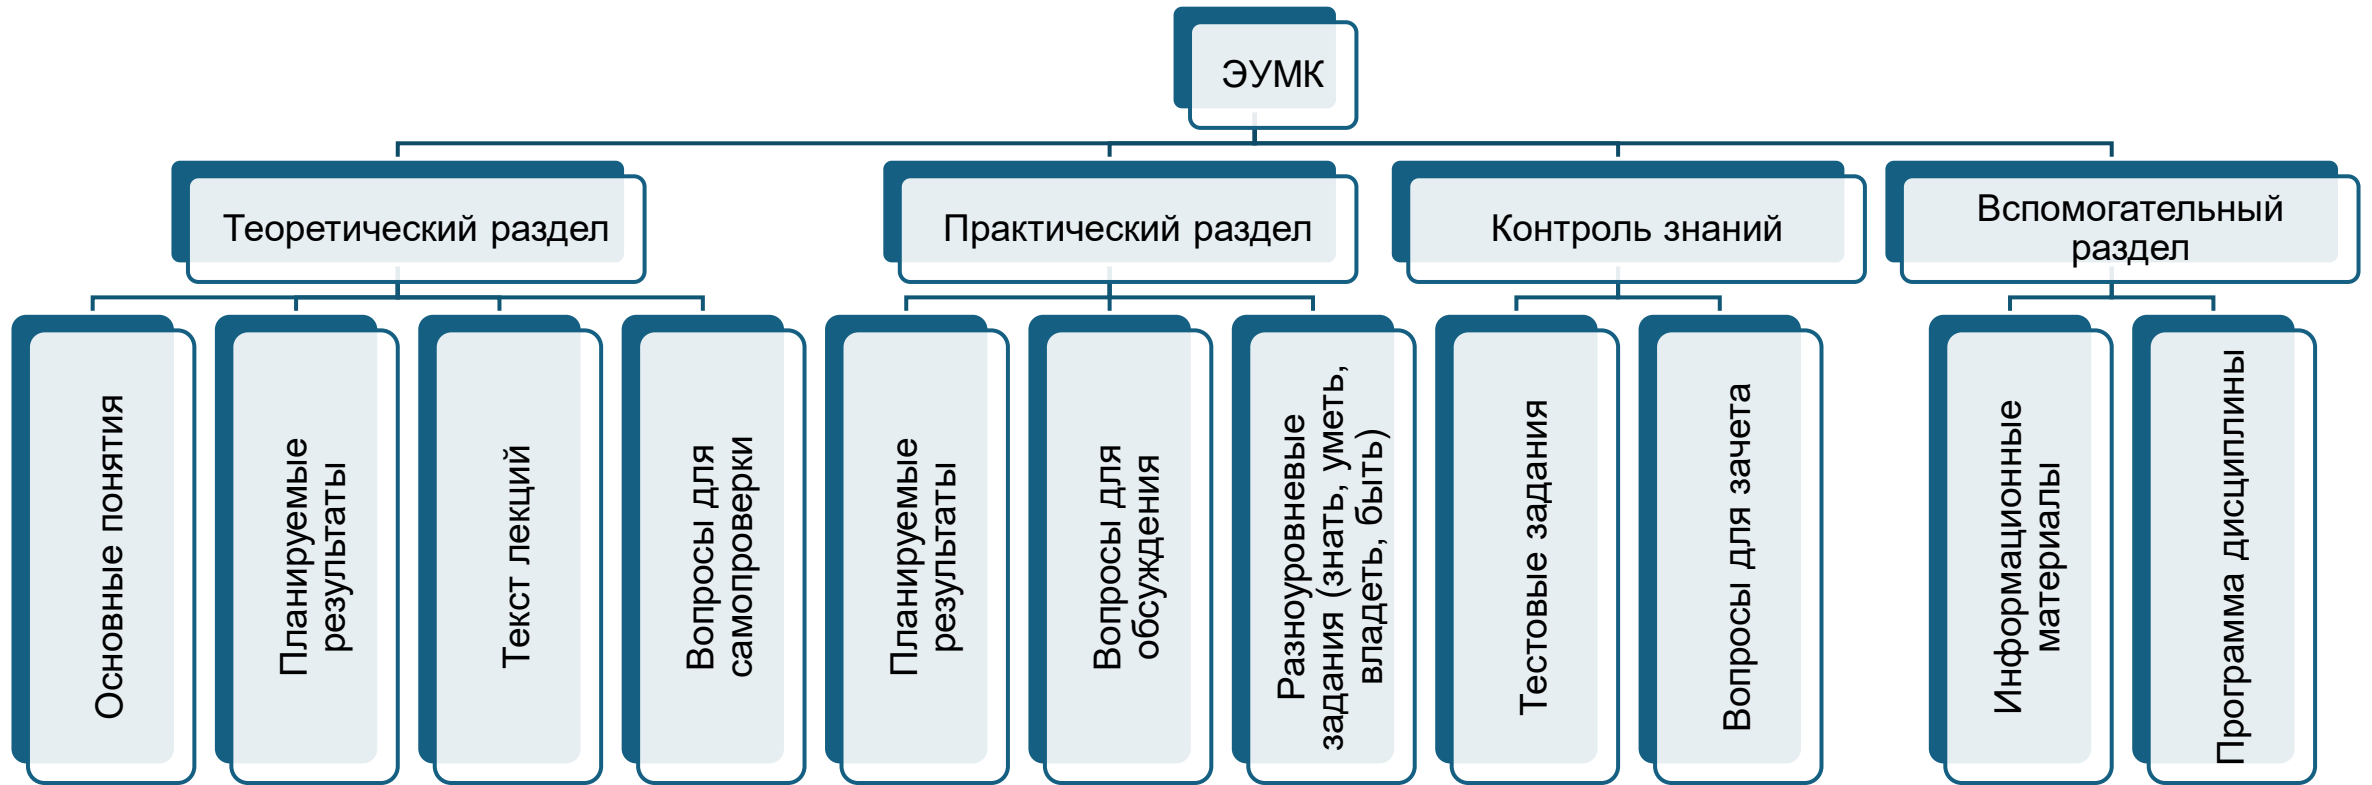 ЭУМК
Теоретический раздел
Практический раздел
Контроль знаний
Вспомогательный
раздел
Основные понятия
Планируемые
результаты
Текст лекций
Вопросы для
самопроверки
Планируемые
результаты
Вопросы для
обсуждения
Разноуровневые
задания (знать, уметь,
владеть, быть)
Тестовые задания
Вопросы для зачета
Информационные
материалы
Программа дисциплины